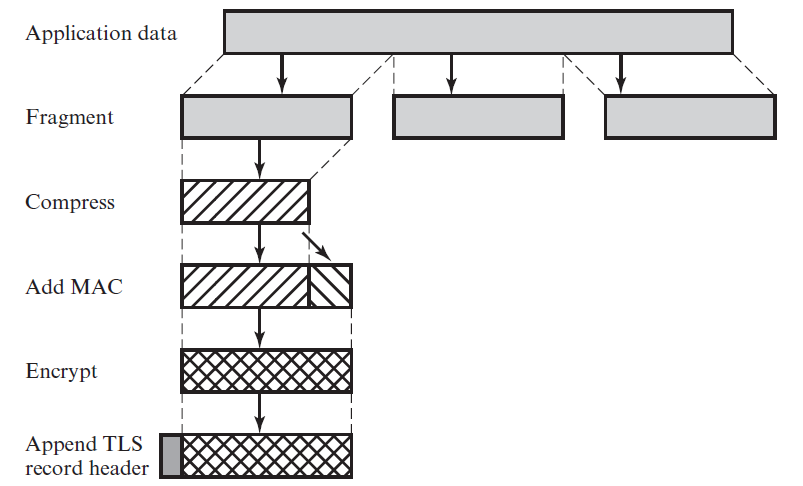 Application data
Fragment
Compress
Add MAC
Encrypt
Append TLS
record header